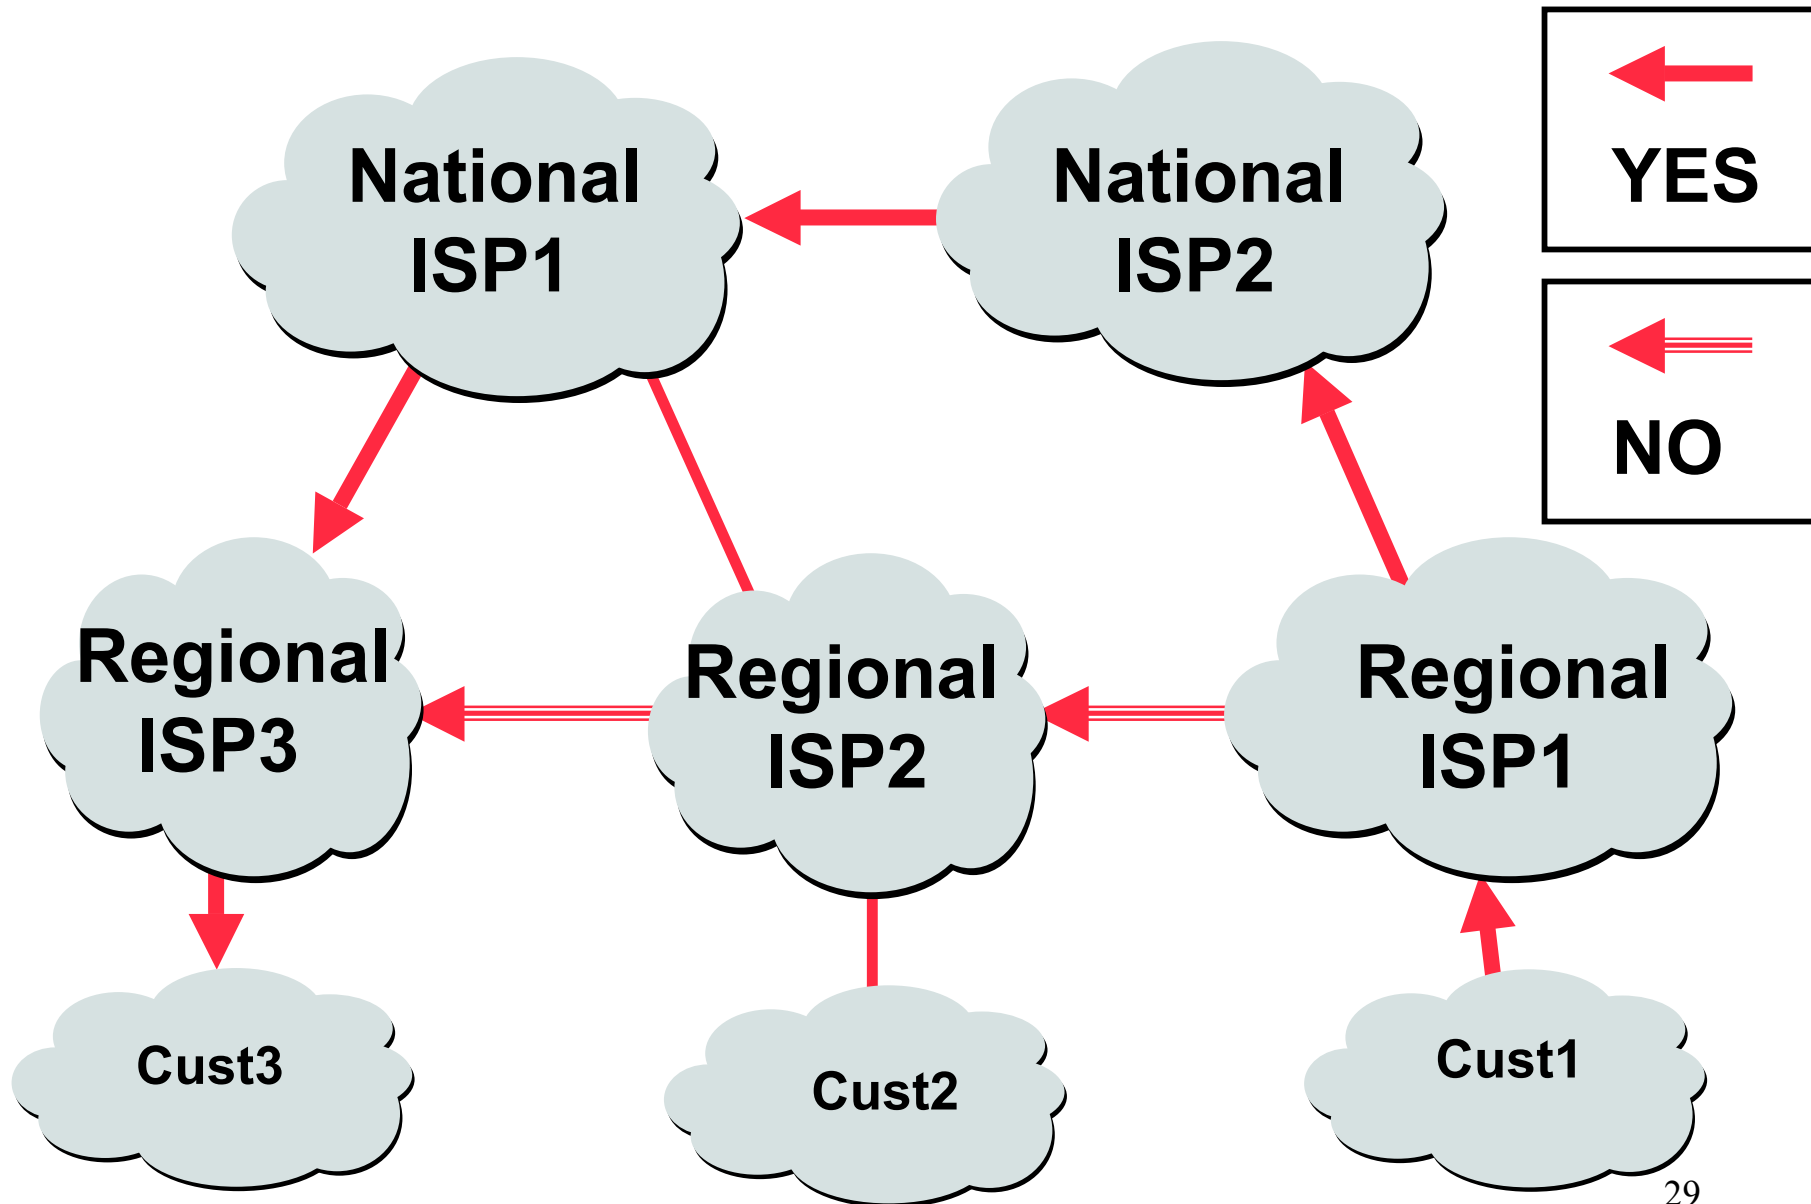 National
ISP1
National
ISP2
YES
NO
Regional
ISP3
Regional
ISP2
Regional
ISP1
Cust3
Cust2
Cust1
29